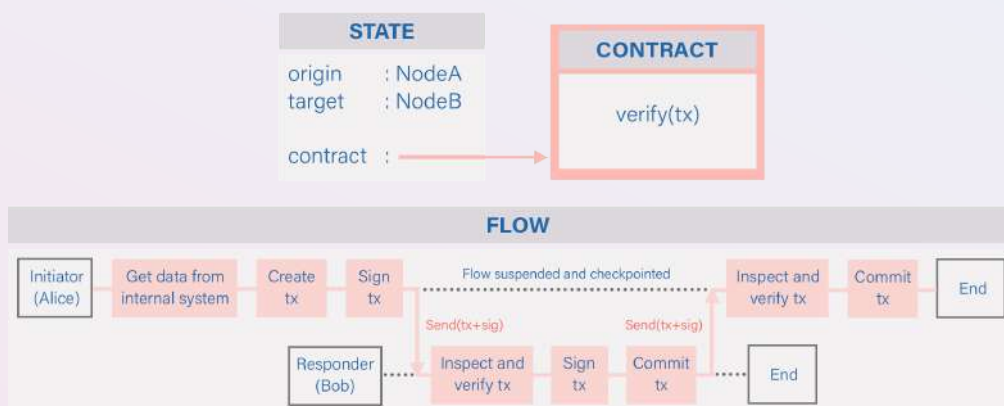 STATE
origin : NodeA
target : NodeB
contract :
CONTRACT
verify(tx)
FLOW
Initiator
(Alice)
Get data from
internal system
Create
tx
Sign
tx
Flow suspended and checkpointed
Inspect and
verify tx
Commit
tx
End
Send(tx+sig)
Send(tx+sig)
Responder
(Bob)
Inspect and
verify tx
Sign
tx
Commit
tx
End